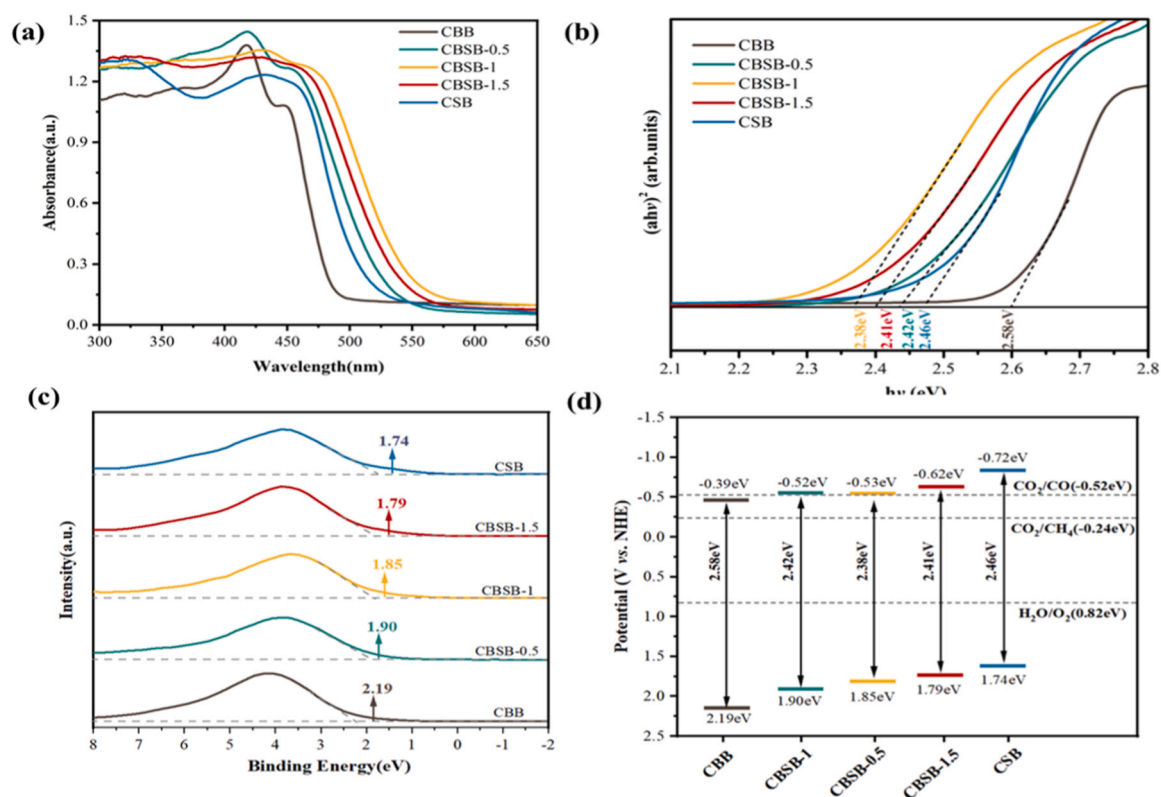 (a)
Absorbance(a.u.)
1.5
1.2
0.9
0.6
0.3
0.0
300 350 400 450 500 550 600 650
Wavelength(nm)
CBB
CBSB-0.5
CBSB-1
CBSB-1.5
CSB
(b)
(ahν)² (arb.units)
CBB
CBSB-0.5
CBSB-1
CBSB-1.5
CSB
2.38eV
2.41eV
2.42eV
2.46eV
2.58eV
2.1 2.2 2.3 2.4 2.5 2.6 2.7 2.8
hν (eV)
(c)
Intensity(a.u.)
1.74
CSB
1.79
CBSB-1.5
1.85
CBSB-1
1.90
CBSB-0.5
2.19
CBB
8 7 6 5 4 3 2 1 0 -1 -2
Binding Energy(eV)
(d)
Potential (V vs. NHE)
-1.5
-1.0
-0.5
0.0
0.5
1.0
1.5
2.0
2.5
-0.39eV
-0.52eV
-0.53eV
-0.62eV
-0.72eV
CO₂/CO(-0.52eV)
CO₂/CH₄(-0.24eV)
2.58eV
2.42eV
2.38eV
2.41eV
2.46eV
H₂O/O₂(0.82eV)
2.19eV
1.90eV
1.85eV
1.79eV
1.74eV
CBB
CBSB-1
CBSB-0.5
CBSB-1.5
CSB